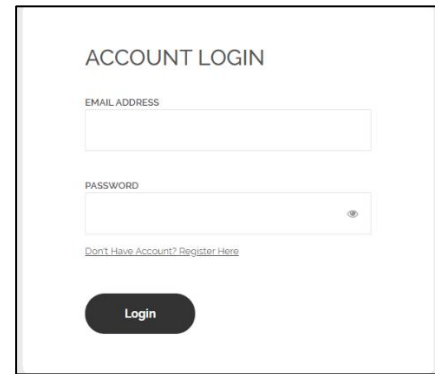 ACCOUNT LOGIN
EMAIL ADDRESS
PASSWORD
Don't Have Account? Register Here
Login